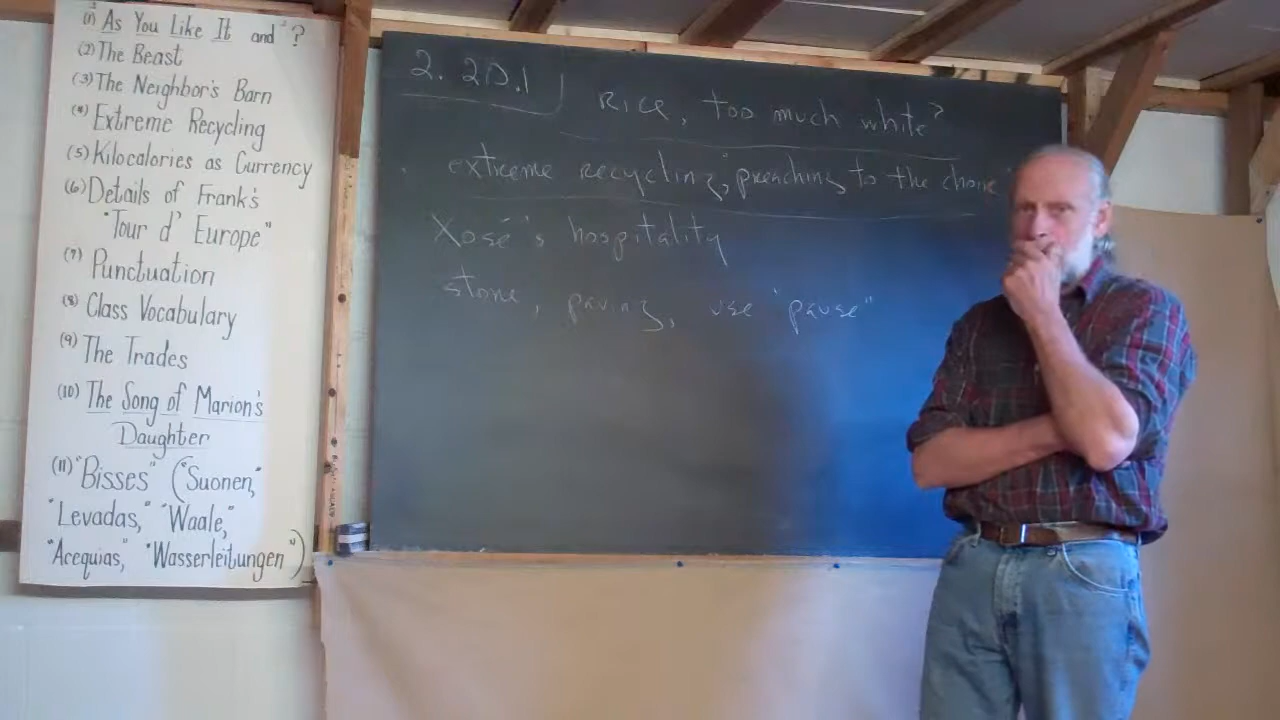 (1) As You Like It and ?
(2) The Beast
(3) The Neighbor's Barn
(4) Extreme Recycling
(5) Kilocalories as Currency
(6) Details of Frank's
"Tour d' Europe"
(7) Punctuation
(8) Class Vocabulary
(9) The Trades
(10) The Song of Marion's
Daughter
(11) "Bisses" ("Suonen,"
"Levadas," "Waale,"
"Acequias," "Wasserleitungen")
2. 20.1
Rice, too much white?
extreme recycling, "preaching to the choir"
Xosé's hospitality
stone, paving, use "pause"